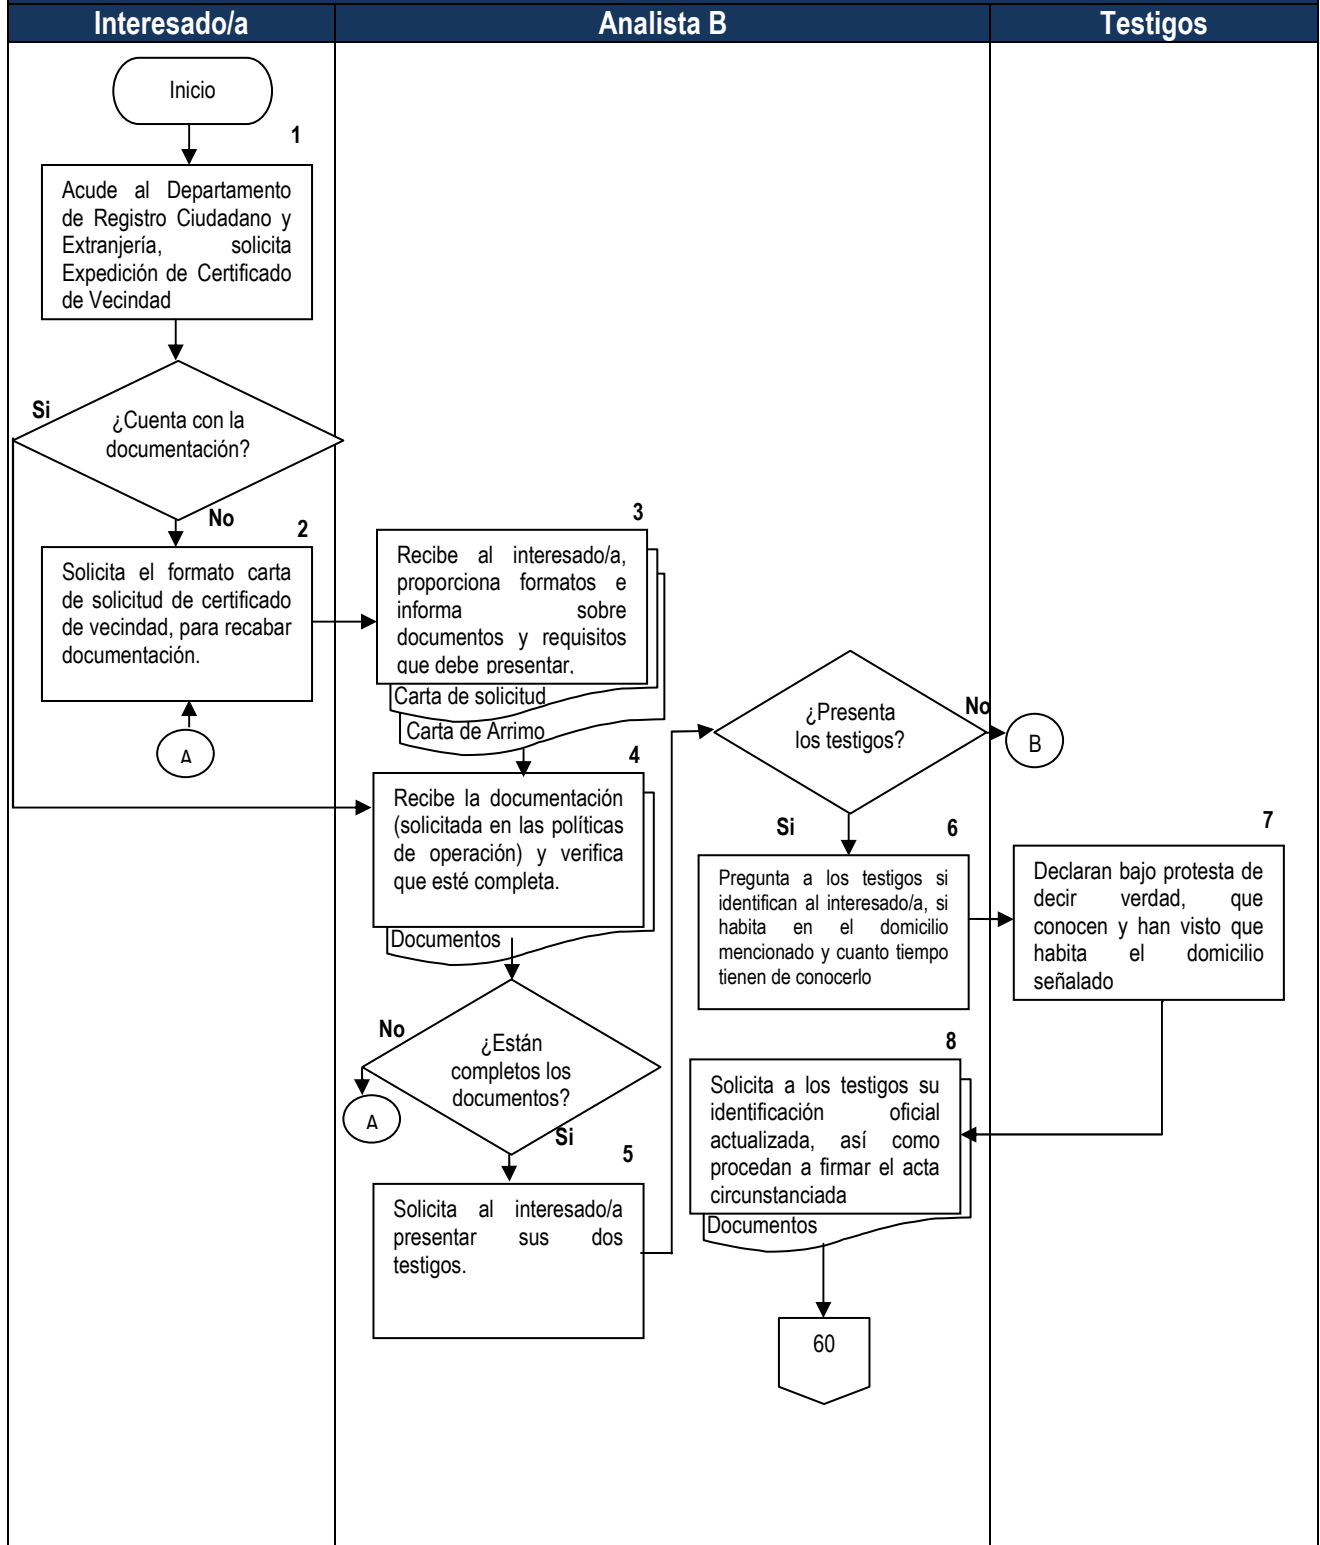 Interesado/a
Analista B
Testigos
Inicio
1
Acude al Departamento
de Registro Ciudadano y
Extranjería, solicita
Expedición de Certificado
de Vecindad
Si
¿Cuenta con la
documentación?
No
2
Solicita el formato carta
de solicitud de certificado
de vecindad, para recabar
documentación.
A
3
Recibe al interesado/a,
proporciona formatos e
informa sobre
documentos y requisitos
que debe presentar.
Carta de solicitud
Carta de Arrimo
4
Recibe la documentación
(solicitada en las políticas
de operación) y verifica
que esté completa.
Documentos
No
¿Están
completos los
documentos?
A
Si
5
Solicita al interesado/a
presentar sus dos
testigos.
¿Presenta
los testigos?
No
B
Si
6
Pregunta a los testigos si
identifican al interesado/a, si
habita en el domicilio
mencionado y cuanto tiempo
tienen de conocerlo
7
Declaran bajo protesta de
decir verdad, que
conocen y han visto que
habita el domicilio
señalado
8
Solicita a los testigos su
identificación oficial
actualizada, así como
procedan a firmar el acta
circunstanciada
Documentos
60